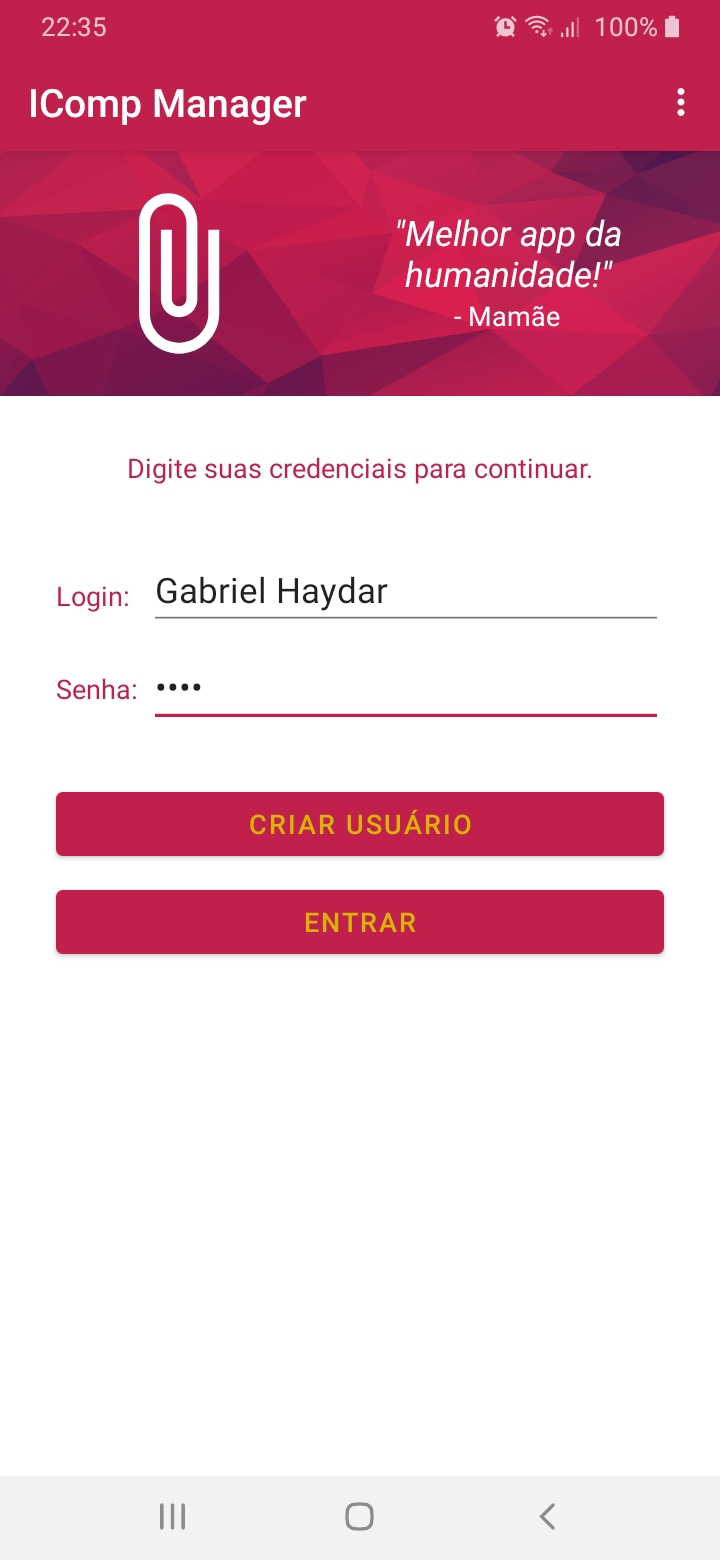 22:35
100%
IComp Manager
"Melhor app da
humanidade!"
- Mamãe
Digite suas credenciais para continuar.
Login: Gabriel Haydar
Senha: ••••
CRIAR USUÁRIO
ENTRAR